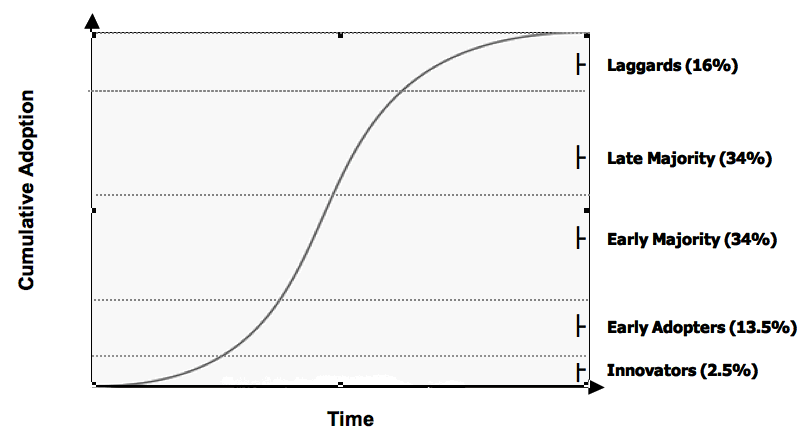 Cumulative Adoption
Laggards (16%)
Late Majority (34%)
Early Majority (34%)
Early Adopters (13.5%)
Innovators (2.5%)
Time